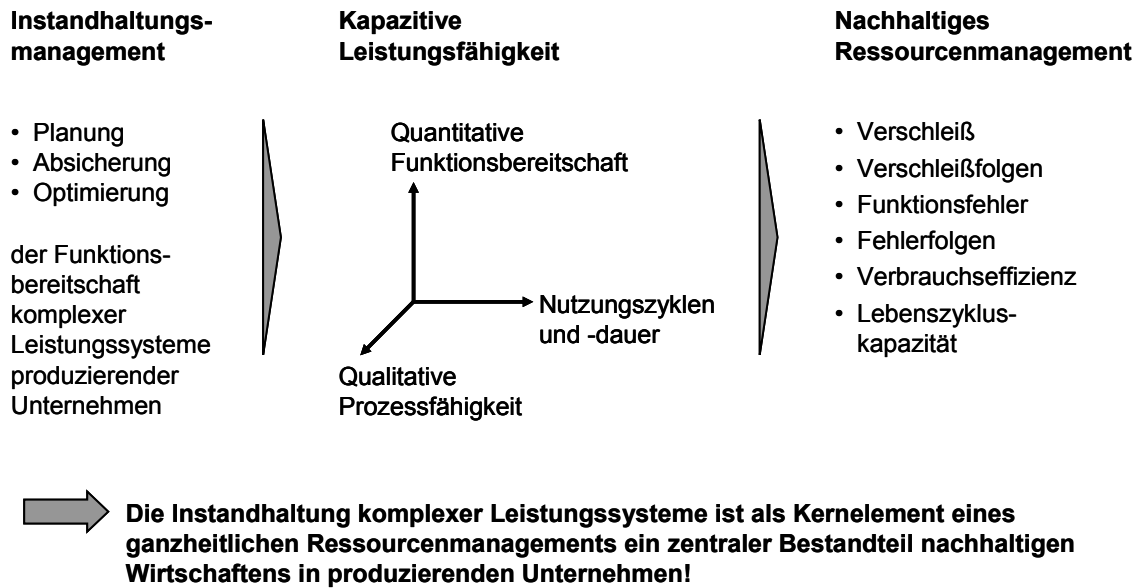 Instandhaltungs-
management
• Planung
• Absicherung
• Optimierung
der Funktions-
bereitschaft
komplexer
Leistungssysteme
produzierender
Unternehmen
Kapazitive
Leistungsfähigkeit
Quantitative
Funktionsbereitschaft
Nutzungszyklen
und -dauer
Qualitative
Prozessfähigkeit
Nachhaltiges
Ressourcenmanagement
• Verschleiß
• Verschleißfolgen
• Funktionsfehler
• Fehlerfolgen
• Verbrauchseffizienz
• Lebenszyklus-
kapazität
Die Instandhaltung komplexer Leistungssysteme ist als Kernelement eines
ganzheitlichen Ressourcenmanagements ein zentraler Bestandteil nachhaltigen
Wirtschaftens in produzierenden Unternehmen!